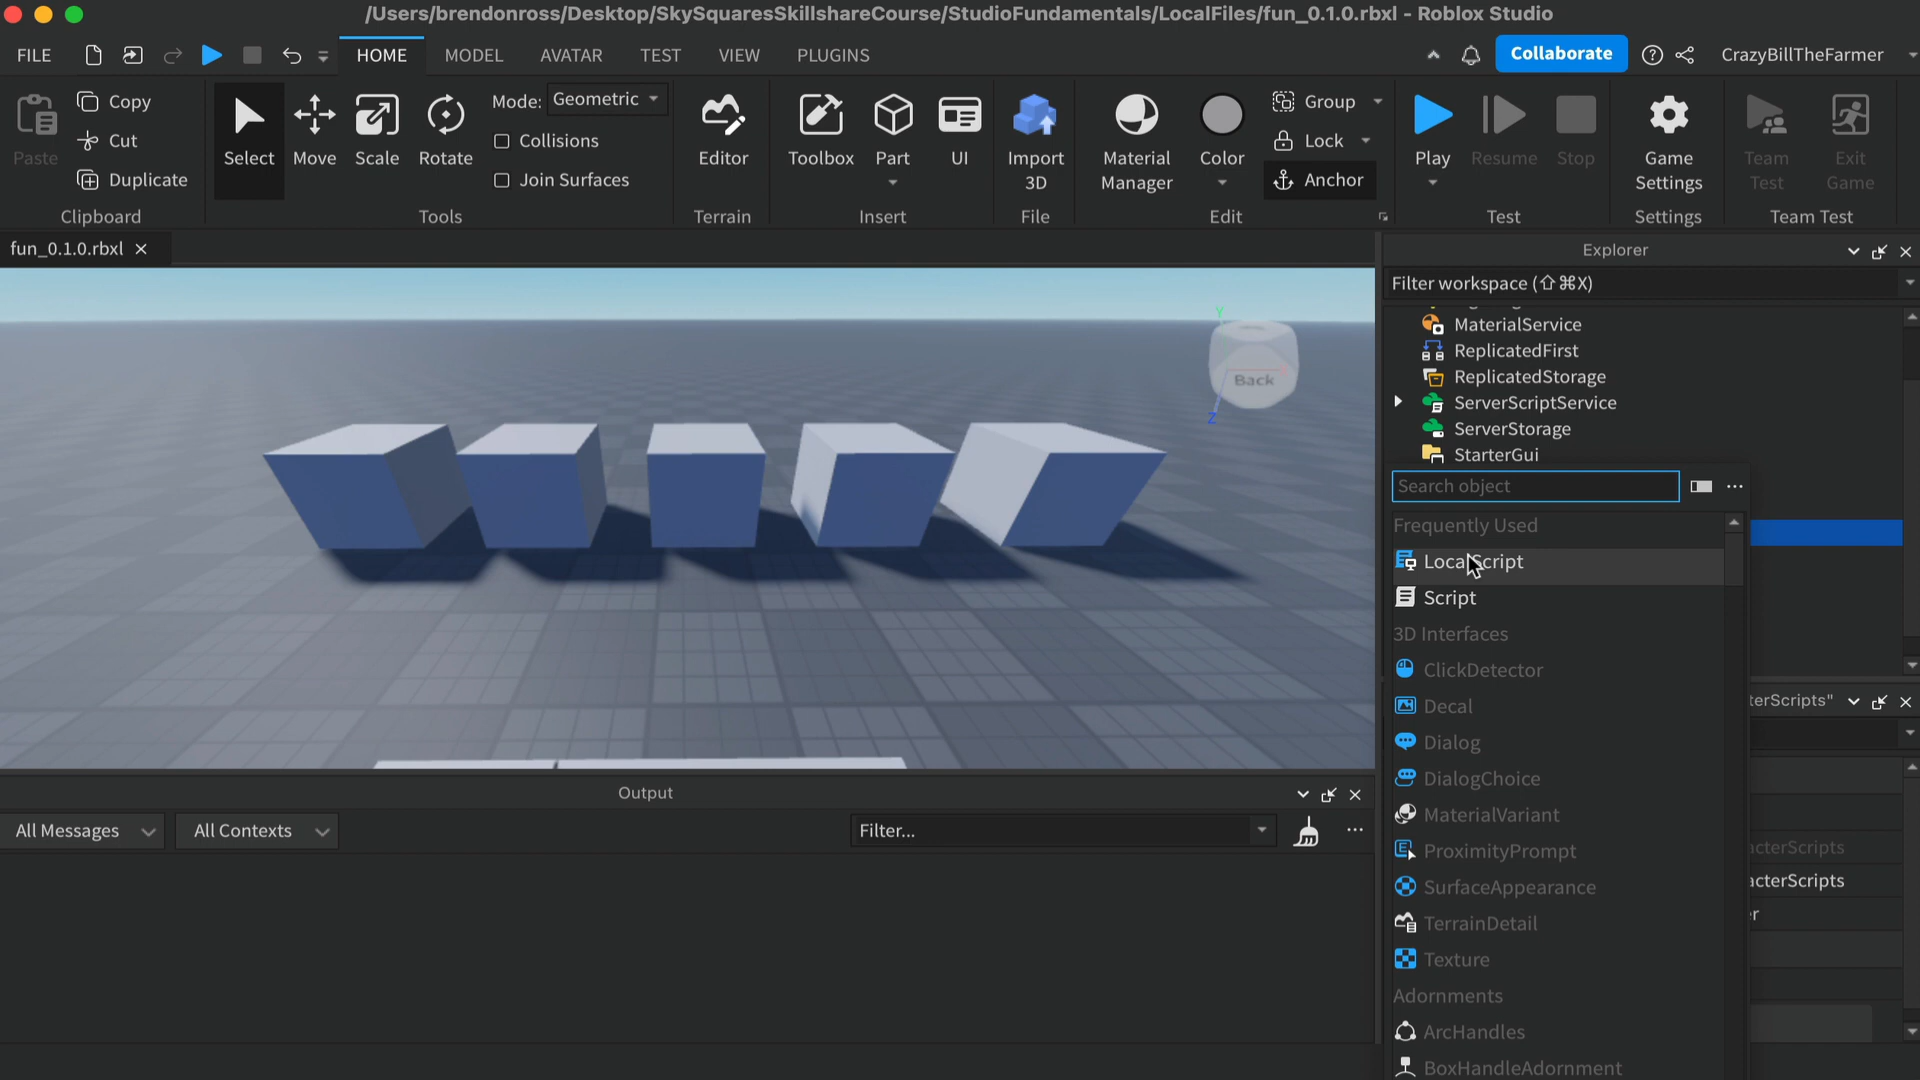 /Users/brendonross/Desktop/SkySquaresSkillshareCourse/StudioFundamentals/LocalFiles/fun_0.1.0.rbxl - Roblox Studio
FILE HOME MODEL AVATAR TEST VIEW PLUGINS Collaborate CrazyBillTheFarmer
Paste
Copy
Cut
Duplicate
Clipboard
Select Move Scale Rotate
Mode: Geometric
Collisions
Join Surfaces
Tools
Editor
Terrain
Toolbox Part UI
Insert
Import
3D
File
Material
Manager
Color
Group
Lock
Anchor
Edit
Play Resume Stop
Test
Game
Settings
Settings
Team
Test
Exit
Game
Team Test
fun_0.1.0.rbxl
Explorer
Filter workspace (⇧⌘X)
MaterialService
ReplicatedFirst
ReplicatedStorage
ServerScriptService
ServerStorage
StarterGui
Y
Back
Z
Search object
Frequently Used
LocalScript
Script
3D Interfaces
ClickDetector
Decal
Dialog
DialogChoice
MaterialVariant
ProximityPrompt
SurfaceAppearance
TerrainDetail
Texture
Adornments
ArcHandles
BoxHandleAdornment
terScripts"
acterScripts
acterScripts
er
Output
All Messages All Contexts Filter...